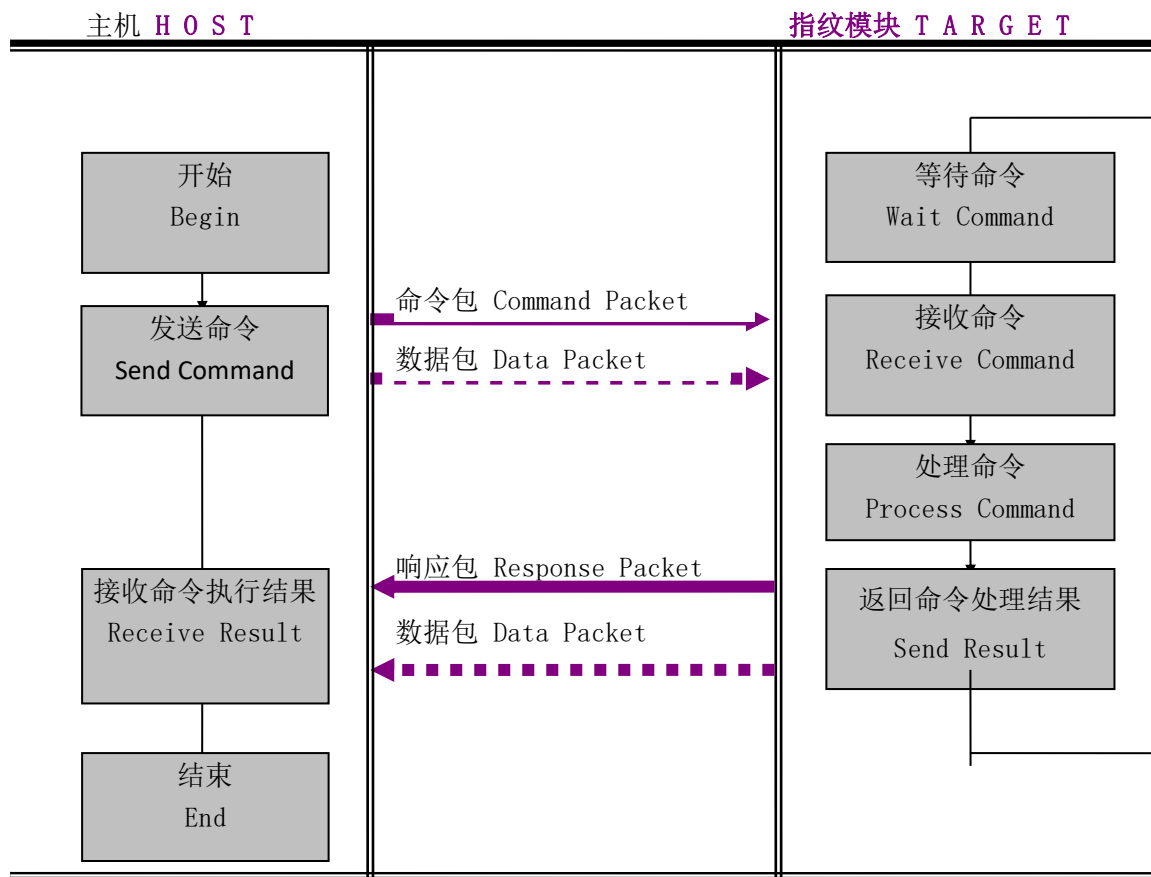 主机 H O S T
指纹模块 T A R G E T
开始
Begin
发送命令
Send Command
接收命令执行结果
Receive Result
结束
End
命令包 Command Packet
数据包 Data Packet
响应包 Response Packet
数据包 Data Packet
等待命令
Wait Command
接收命令
Receive Command
处理命令
Process Command
返回命令处理结果
Send Result